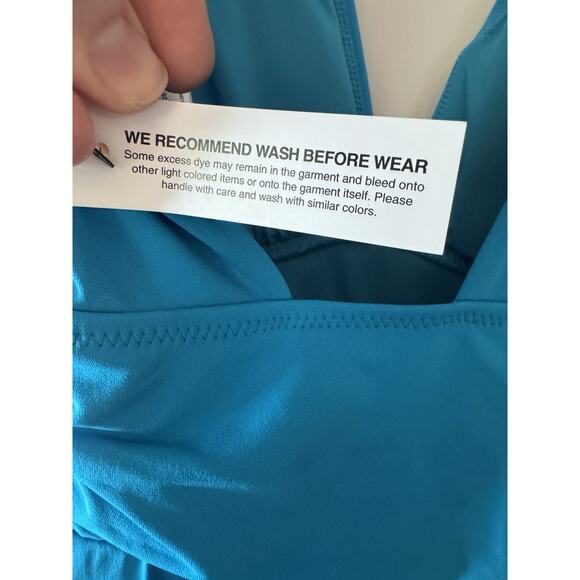 WE RECOMMEND WASH BEFORE WEAR
Some excess dye may remain in the garment and bleed onto
other light colored items or onto the garment itself. Please
handle with care and wash with similar colors.